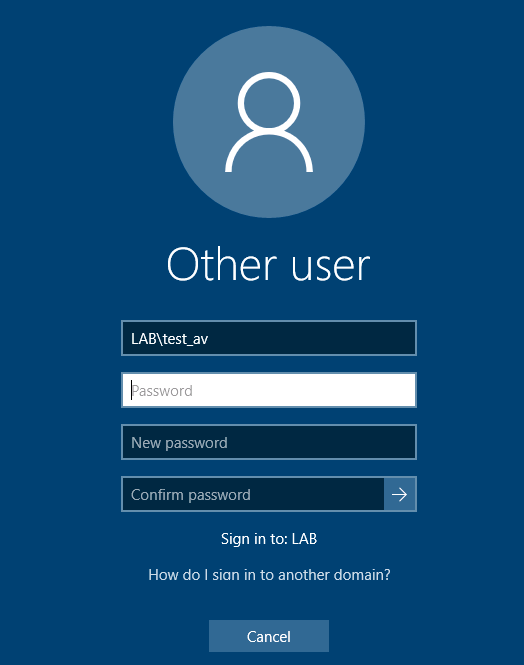 Other user
LAB\test_av
Password
New password
Confirm password
Sign in to: LAB
How do I sign in to another domain?
Cancel